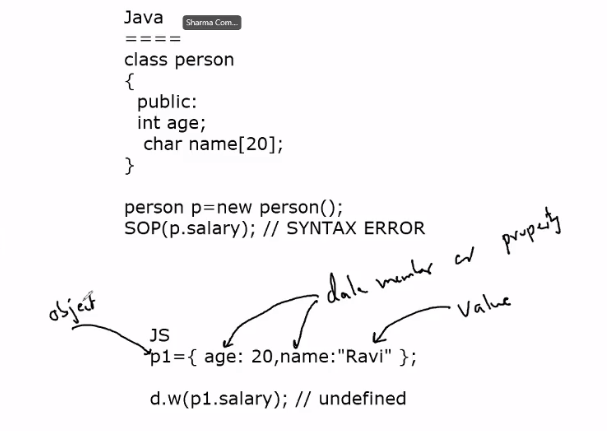 Java
Sharma Com...
====
class person
{
public:
int age;
char name[20];
}
person p=new person();
SOP(p.salary); // SYNTAX ERROR
data member or property
object
value
JS
p1={ age: 20,name:"Ravi" };
d.w(p1.salary); // undefined